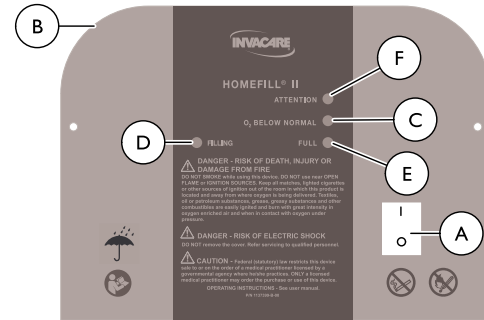 B
INVACARE
HOMEFILL® II
F
ATTENTION
C
O₂ BELOW NORMAL
D
FILLING
FULL
E
DANGER - RISK OF DEATH, INJURY OR
DAMAGE FROM FIRE
DO NOT SMOKE while using this device. DO NOT use near OPEN
FLAME or IGNITION SOURCES. Keep all matches, lighted cigarettes
or other sources of ignition out of the room in which this product is
located and away from where oxygen is being delivered. Textiles,
oil or petroleum substances, grease, greasy substances and other
combustibles are easily ignited and burn with great intensity in
oxygen enriched air and when in contact with oxygen under
pressure.
I
A
O
DANGER - RISK OF ELECTRIC SHOCK
DO NOT remove the cover. Refer servicing to qualified personnel.
CAUTION - Federal (statutory) law restricts this device
sale to or on the order of a medical practitioner licensed by a
governmental agency where he/she practices. ONLY a licensed
medical practitioner may order the purchase or use of this device.
OPERATING INSTRUCTIONS - See user manual.